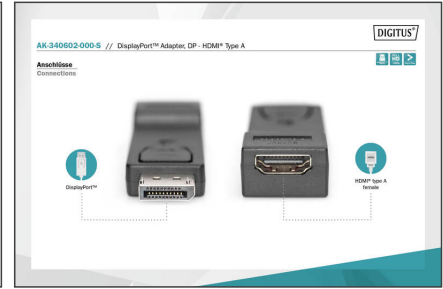 DIGITUS®
AK-340602-000-S // DisplayPort™ Adapter, DP - HDMI® Type A
Anschlüsse
Connections
DisplayPort™
HDMI® type A
female